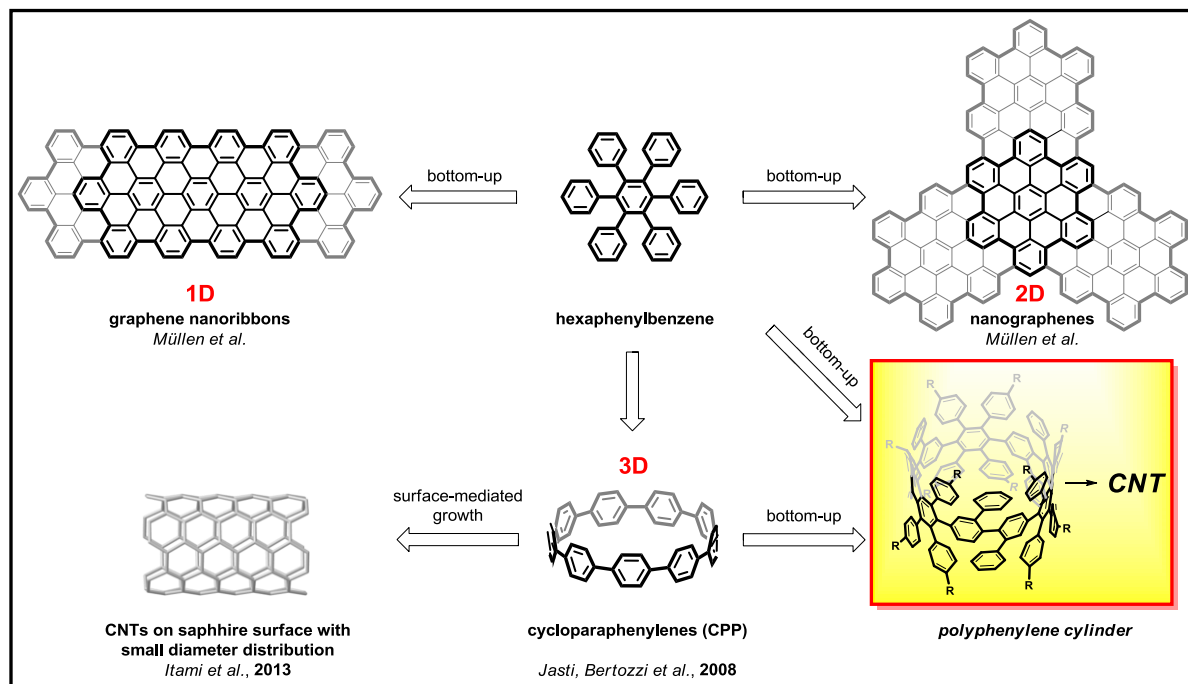 bottom-up
bottom-up
1D
graphene nanoribbons
Müllen et al.
hexaphenylbenzene
2D
nanographenes
Müllen et al.
bottom-up
3D
surface-mediated
growth
bottom-up
R
R
R
R
R
R
R
R
R
R
R
R
CNT
CNTs on saphhire surface with
small diameter distribution
Itami et al., 2013
cycloparaphenylenes (CPP)
Jasti, Bertozzi et al., 2008
polyphenylene cylinder